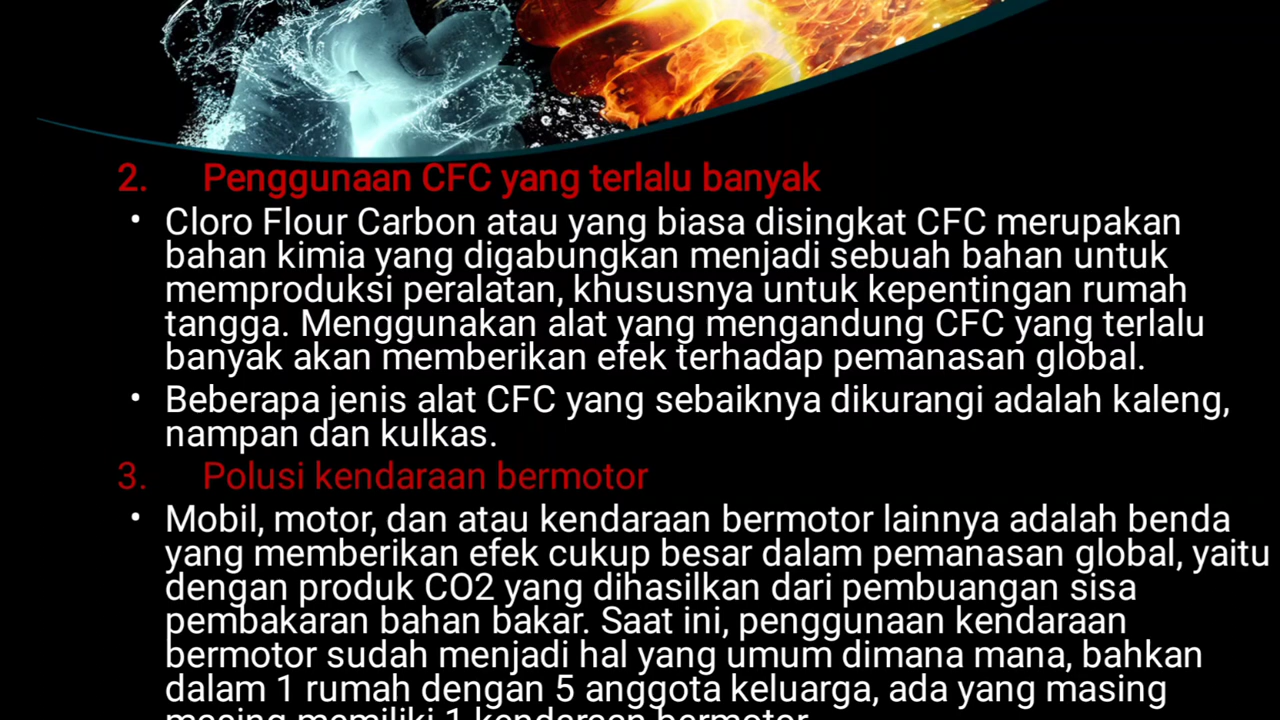 2. Penggunaan CFC yang terlalu banyak
• Cloro Flour Carbon atau yang biasa disingkat CFC merupakan
bahan kimia yang digabungkan menjadi sebuah bahan untuk
memproduksi peralatan, khususnya untuk kepentingan rumah
tangga. Menggunakan alat yang mengandung CFC yang terlalu
banyak akan memberikan efek terhadap pemanasan global.
• Beberapa jenis alat CFC yang sebaiknya dikurangi adalah kaleng,
nampan dan kulkas.
3. Polusi kendaraan bermotor
• Mobil, motor, dan atau kendaraan bermotor lainnya adalah benda
yang memberikan efek cukup besar dalam pemanasan global, yaitu
dengan produk CO2 yang dihasilkan dari pembuangan sisa
pembakaran bahan bakar. Saat ini, penggunaan kendaraan
bermotor sudah menjadi hal yang umum dimana mana, bahkan
dalam 1 rumah dengan 5 anggota keluarga, ada yang masing
masing memiliki 1 kendaraan bermotor.